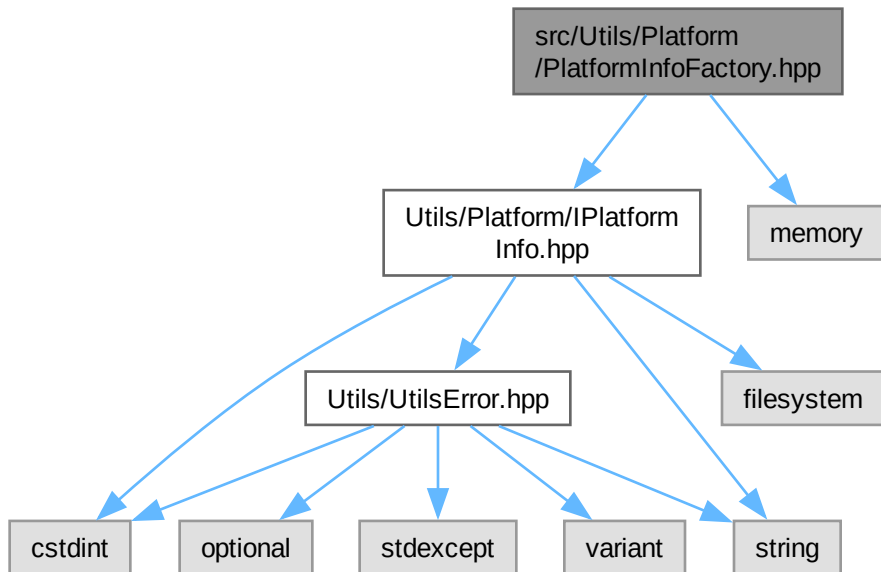 src/Utils/Platform
/PlatformInfoFactory.hpp
Utils/Platform/IPlatform
Info.hpp
memory
Utils/UtilsError.hpp
filesystem
cstdint
optional
stdexcept
variant
string